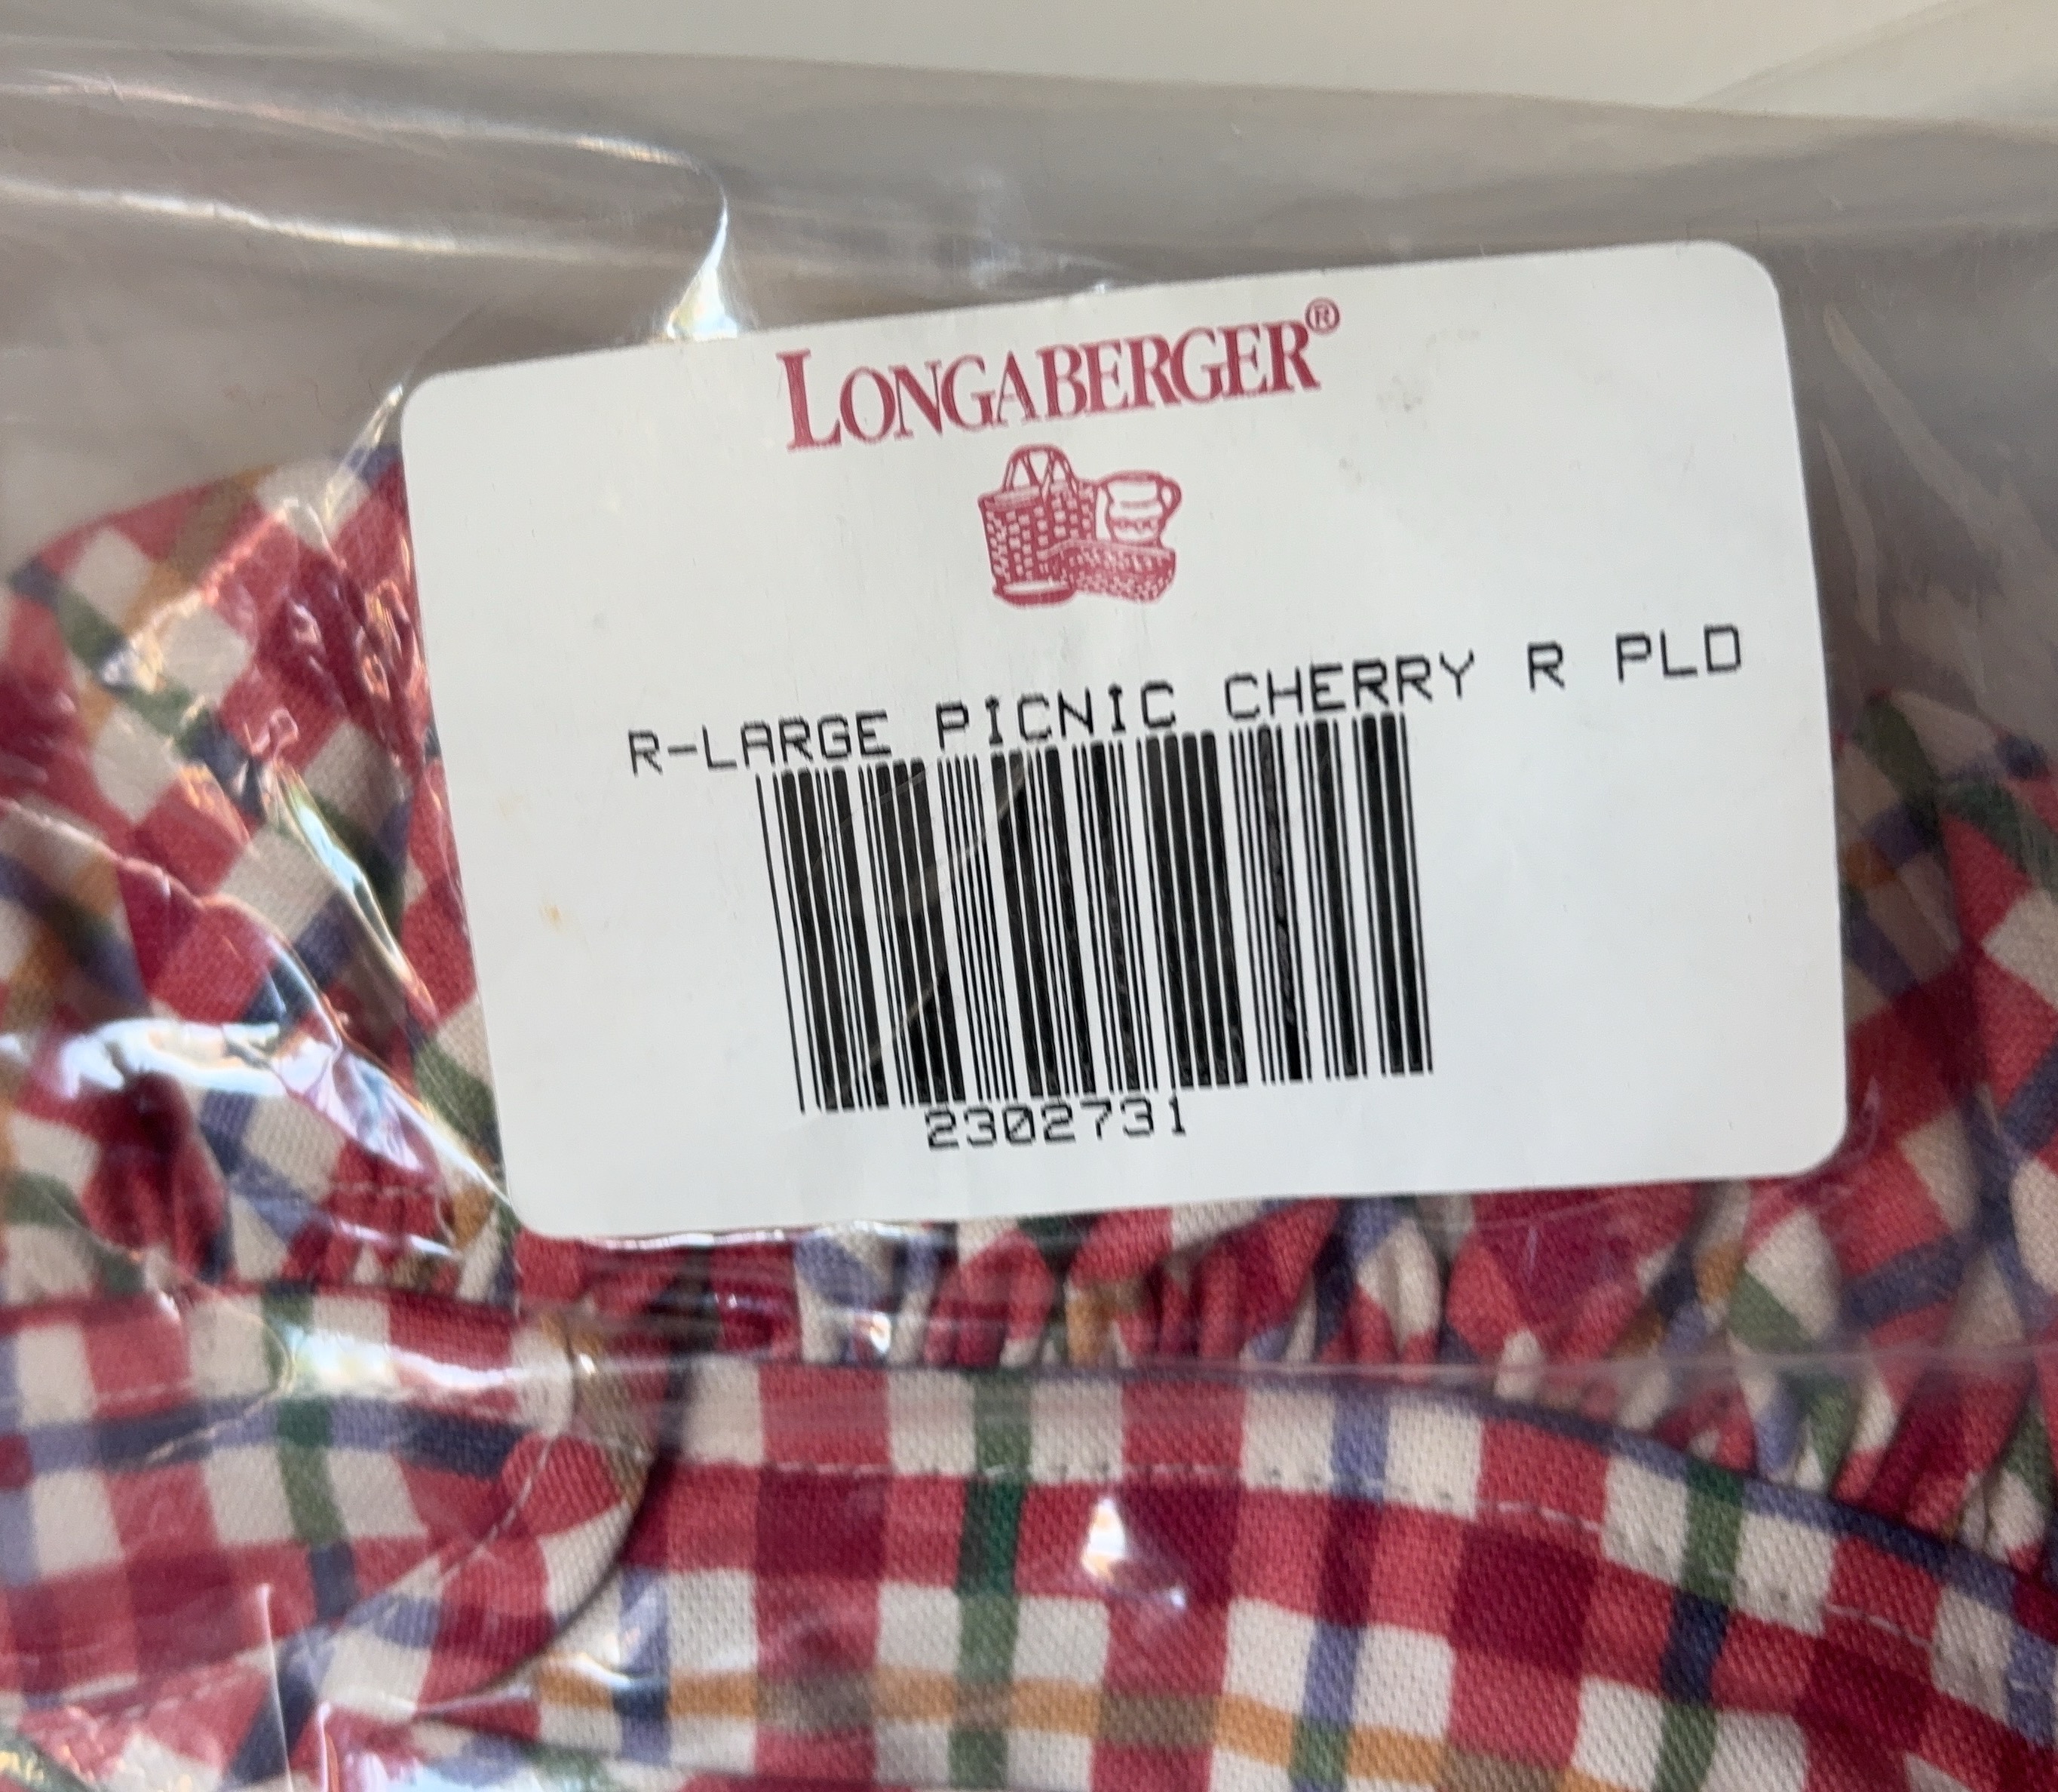 LONGABERGER®
R-LARGE PICNIC CHERRY R PLD
2302731